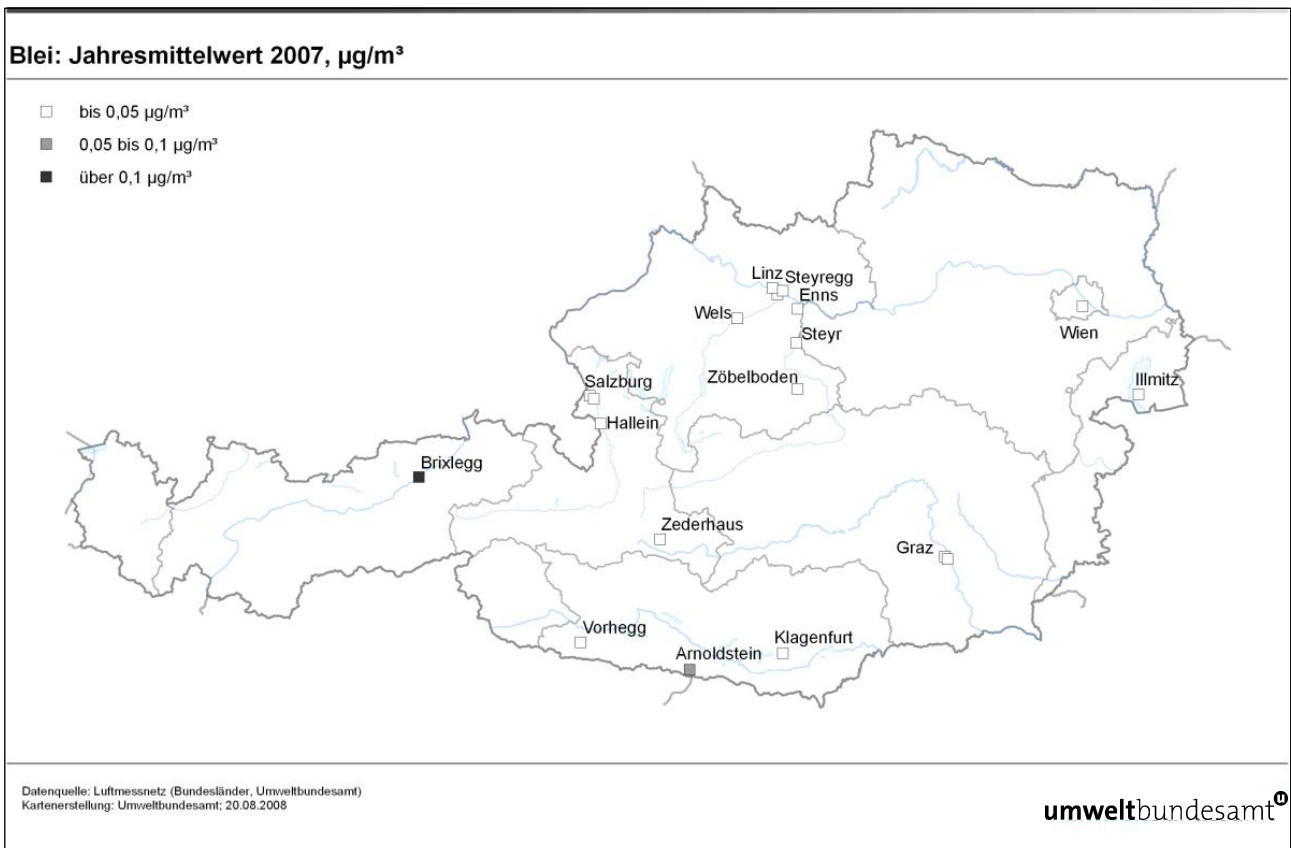 Blei: Jahresmittelwert 2007, µg/m³
bis 0,05 µg/m³
0,05 bis 0,1 µg/m³
über 0,1 µg/m³
Linz
Steyregg
Enns
Wels
Steyr
Wien
Zöbelboden
Illmitz
Salzburg
Hallein
Brixlegg
Zederhaus
Graz
Vorhegg
Klagenfurt
Arnoldstein
Datenquelle: Luftmessnetz (Bundesländer, Umweltbundesamt)
Kartenerstellung: Umweltbundesamt; 20.08.2008
umweltbundesamt u